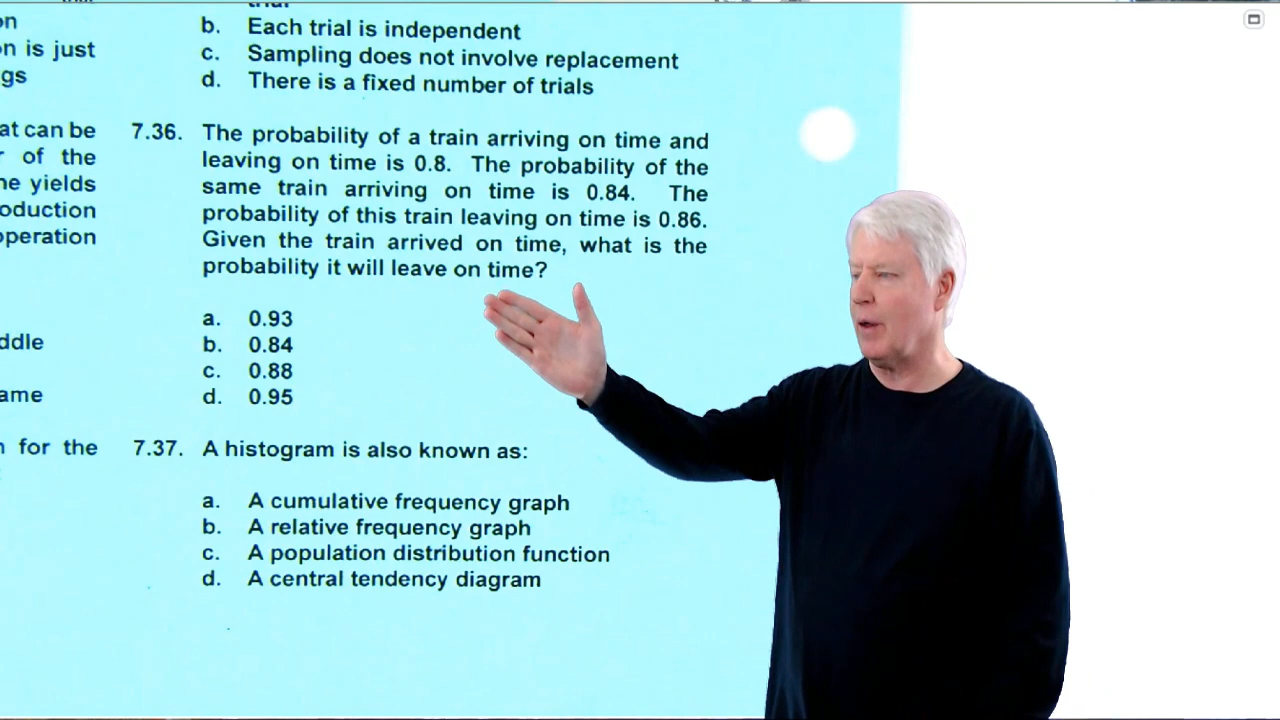 on
on is just
gs
at can be
of the
he yields
oduction
operation
ddle
ame
for the
b. Each trial is independent
c. Sampling does not involve replacement
d. There is a fixed number of trials
7.36. The probability of a train arriving on time and
leaving on time is 0.8. The probability of the
same train arriving on time is 0.84. The
probability of this train leaving on time is 0.86.
Given the train arrived on time, what is the
probability it will leave on time?
a. 0.93
b. 0.84
c. 0.88
d. 0.95
7.37. A histogram is also known as:
a. A cumulative frequency graph
b. A relative frequency graph
c. A population distribution function
d. A central tendency diagram